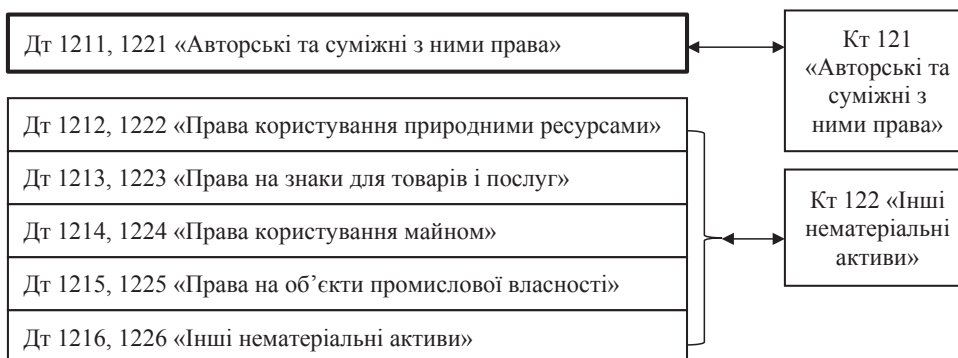 Дт 1211, 1221 «Авторські та суміжні з ними права»
Кт 121
«Авторські та
суміжні з
ними права»
Дт 1212, 1222 «Права користування природними ресурсами»
Дт 1213, 1223 «Права на знаки для товарів і послуг»
Дт 1214, 1224 «Права користування майном»
Дт 1215, 1225 «Права на об’єкти промислової власності»
Дт 1216, 1226 «Інші нематеріальні активи»
Кт 122 «Інші
нематеріальні
активи»